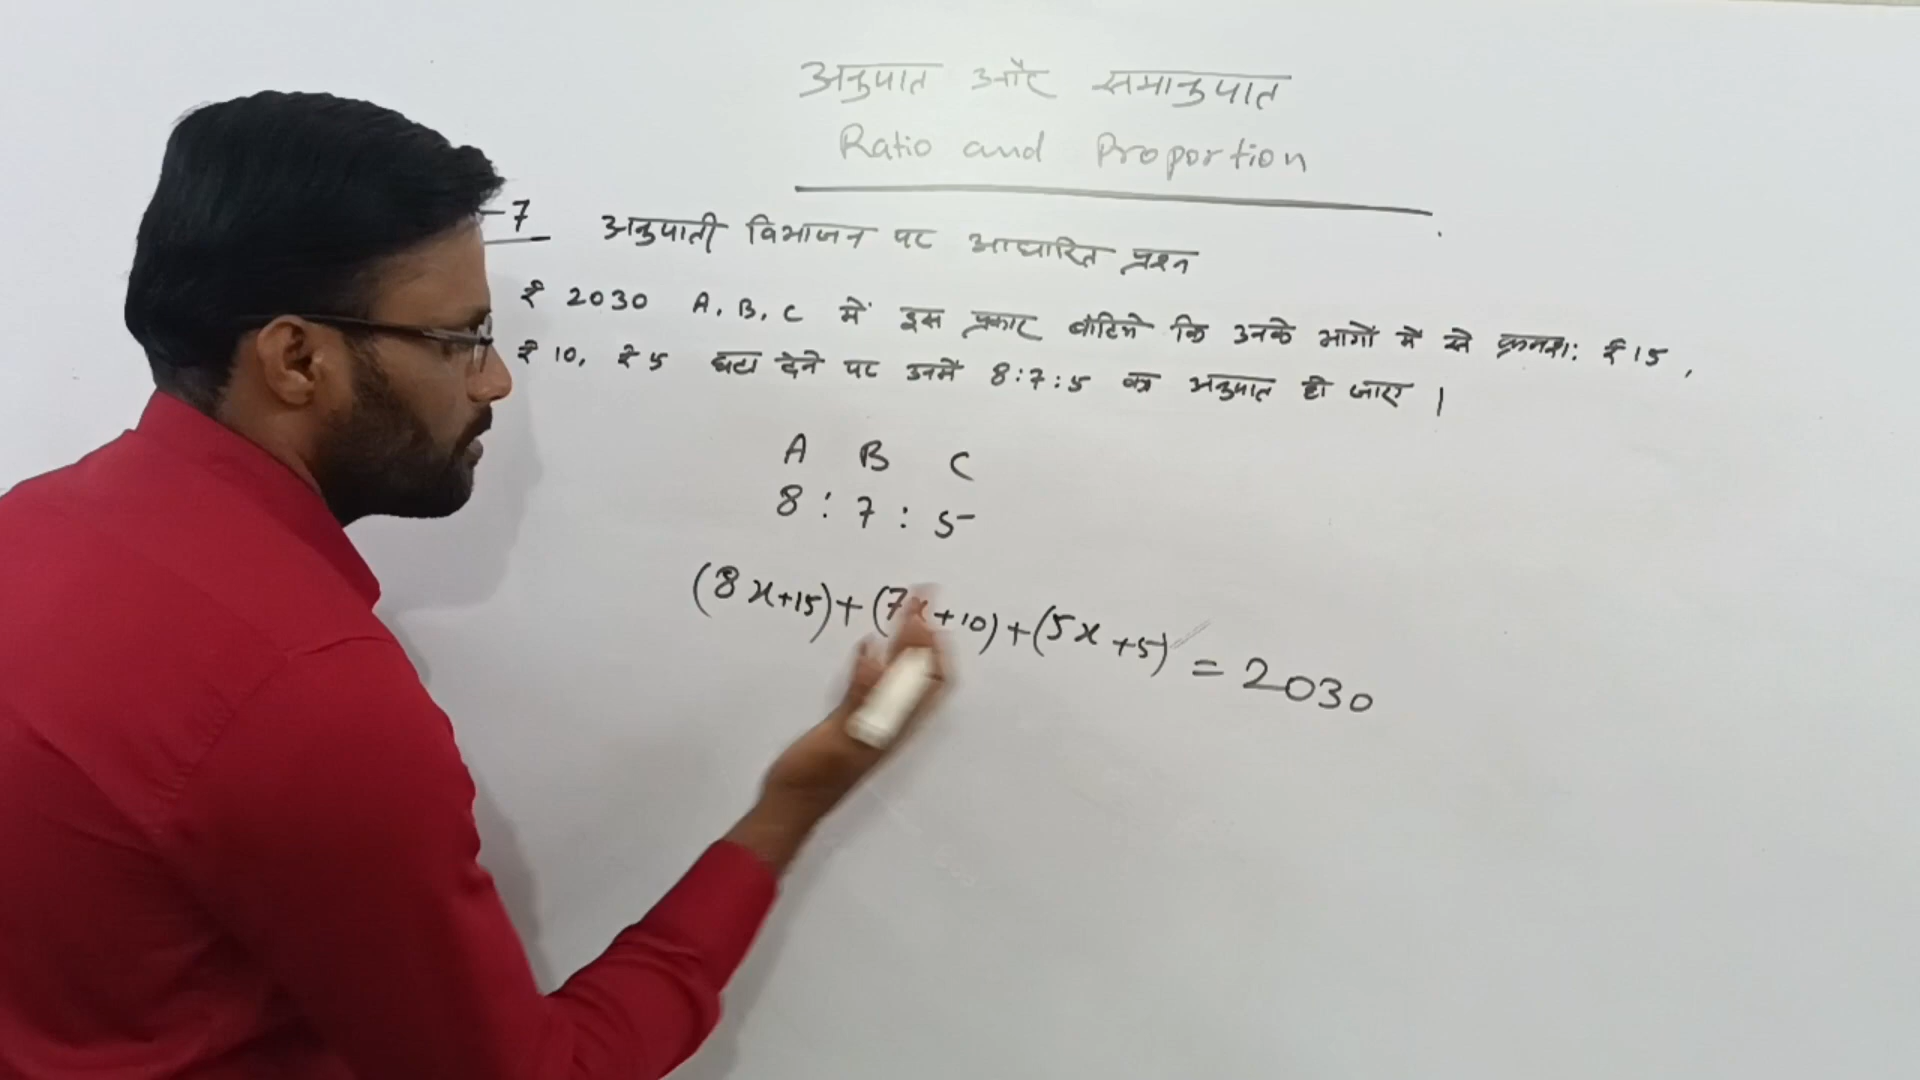 अनुपात और समानुपात
Ratio and Proportion
-7 अनुपाती विभाजन पर आधारित प्रश्न
₹ 2030 A, B, C में इस प्रकार बाँटिये कि उनके भागों में से क्रमशः ₹ 15,
₹ 10, ₹ 5 घटा देने पर उनमें 8:7:5 का अनुपात हो जाए ।
A B C
8 : 7 : 5
(8x+15)+(7x+10)+(5x+5) = 2030